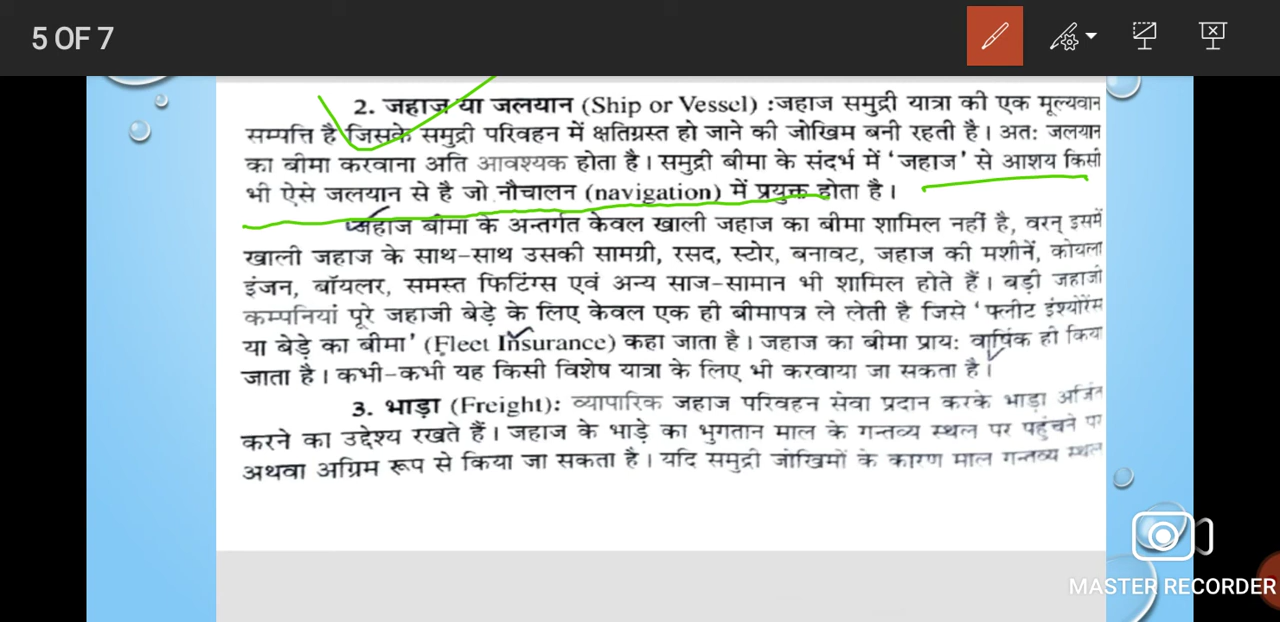 5 OF 7
2. जहाज या जलयान (Ship or Vessel) :जहाज समुद्री यात्रा की एक मूल्यवान
सम्पत्ति है जिसके समुद्री परिवहन में क्षतिग्रस्त हो जाने की जोखिम बनी रहती है। अत: जलयान
का बीमा करवाना अति आवश्यक होता है। समुद्री बीमा के संदर्भ में 'जहाज' से आशय किसी
भी ऐसे जलयान से है जो नौचालन (navigation) में प्रयुक्त होता है।
जहाज बीमा के अन्तर्गत केवल खाली जहाज का बीमा शामिल नहीं है, वरन् इसमें
खाली जहाज के साथ-साथ उसकी सामग्री, रसद, स्टोर, बनावट, जहाज की मशीनें, कोयला
इंजन, बॉयलर, समस्त फिटिंग्स एवं अन्य साज-सामान भी शामिल होते हैं। बड़ी जहाजी
कम्पनियां पूरे जहाजी बेड़े के लिए केवल एक ही बीमापत्र ले लेती है जिसे 'फ्लीट इंश्योरेंस
या बेड़े का बीमा' (Fleet Insurance) कहा जाता है। जहाज का बीमा प्राय: वार्षिक ही किया
जाता है। कभी-कभी यह किसी विशेष यात्रा के लिए भी करवाया जा सकता है।
3. भाड़ा (Freight): व्यापारिक जहाज परिवहन सेवा प्रदान करके भाड़ा अर्जित
करने का उद्देश्य रखते हैं। जहाज के भाड़े का भुगतान माल के गन्तव्य स्थल पर पहुंचने पर
अथवा अग्रिम रूप से किया जा सकता है। यदि समुद्री जोखिमों के कारण माल गन्तव्य स्थल
MASTER RECORDER